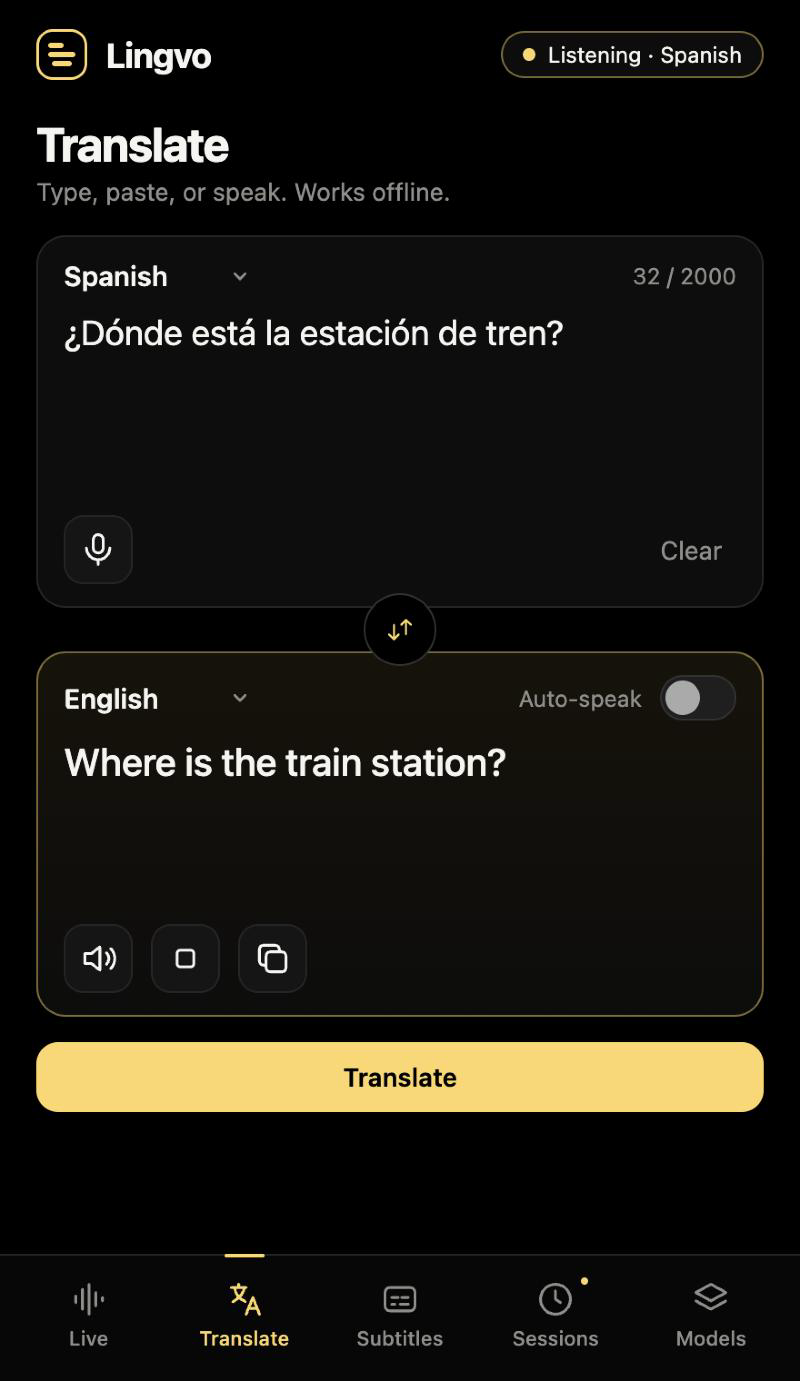 Lingvo
Listening · Spanish
Translate
Type, paste, or speak. Works offline.
Spanish
32 / 2000
¿Dónde está la estación de tren?
Clear
English
Auto-speak
Where is the train station?
Translate
Live
Translate
Subtitles
Sessions
Models